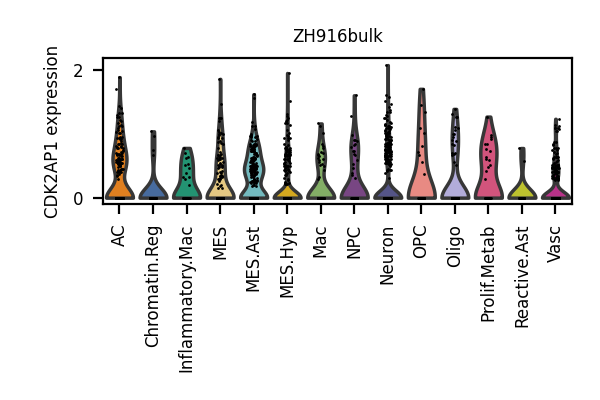 ZH916bulk
CDK2AP1 expression
2
0
AC
Chromatin.Reg
Inflammatory.Mac
MES
MES.Ast
MES.Hyp
Mac
NPC
Neuron
OPC
Oligo
Prolif.Metab
Reactive.Ast
Vasc